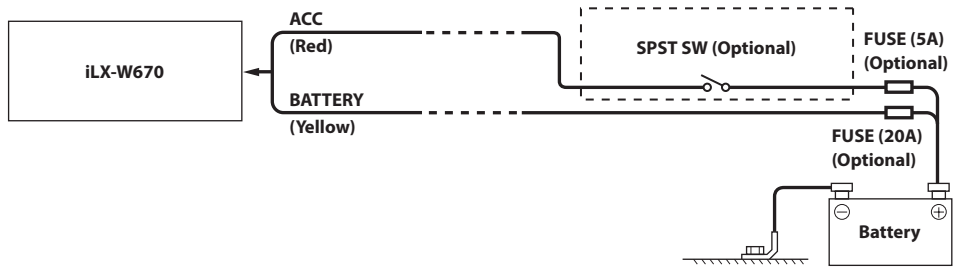 ACC
(Red)
iLX-W670
BATTERY
(Yellow)
SPST SW (Optional)
FUSE (5A)
(Optional)
FUSE (20A)
(Optional)
Battery